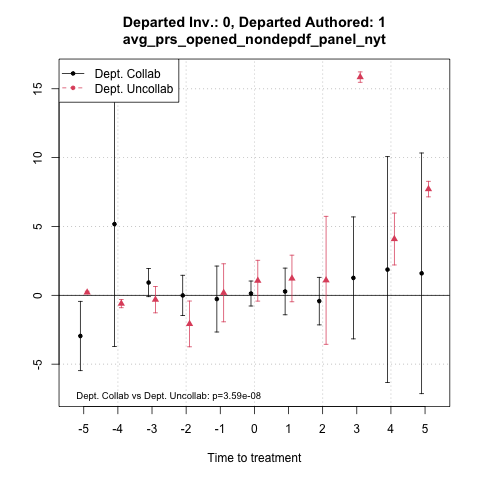 Departed Inv.: 0, Departed Authored: 1
avg_prs_opened_nondepdf_panel_nyt
Dept. Collab
Dept. Uncollab
15
10
5
0
-5
Dept. Collab vs Dept. Uncollab: p=3.59e-08
-5 -4 -3 -2 -1 0 1 2 3 4 5
Time to treatment